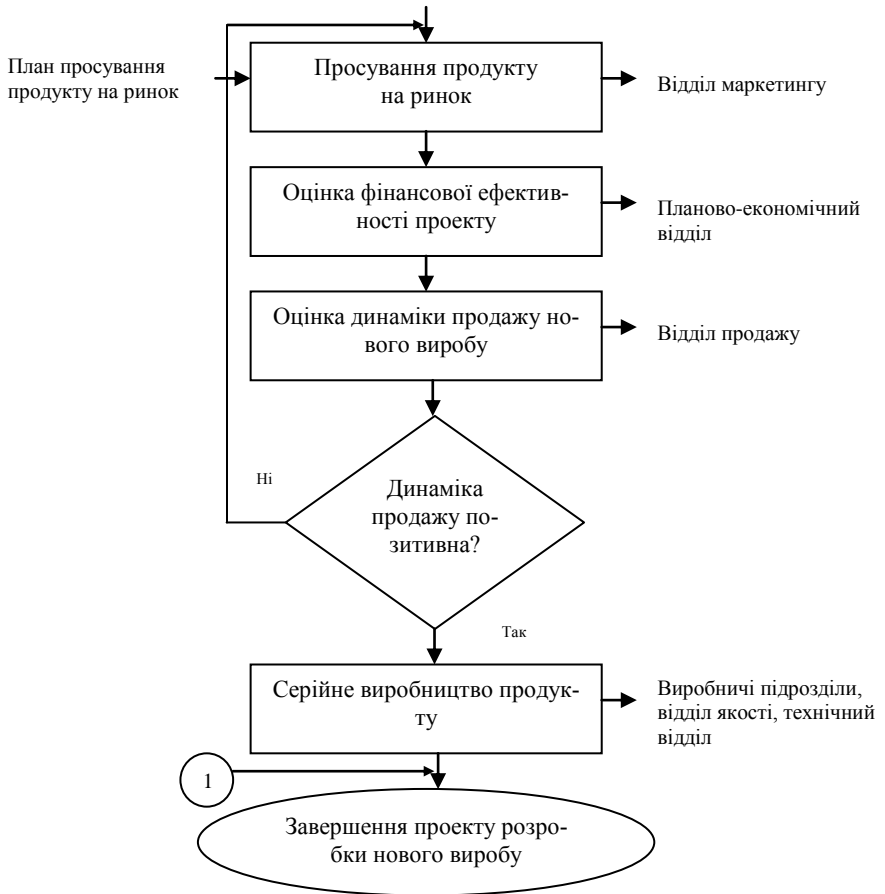 План просування
продукту на ринок
Просування продукту
на ринок
Відділ маркетингу
Оцінка фінансової ефектив-
ності проекту
Планово-економічний
відділ
Оцінка динаміки продажу но-
вого виробу
Відділ продажу
Ні
Динаміка
продажу по-
зитивна?
Так
Серійне виробництво продук-
ту
Виробничі підрозділи,
відділ якості, технічний
відділ
1
Завершення проекту розро-
бки нового виробу